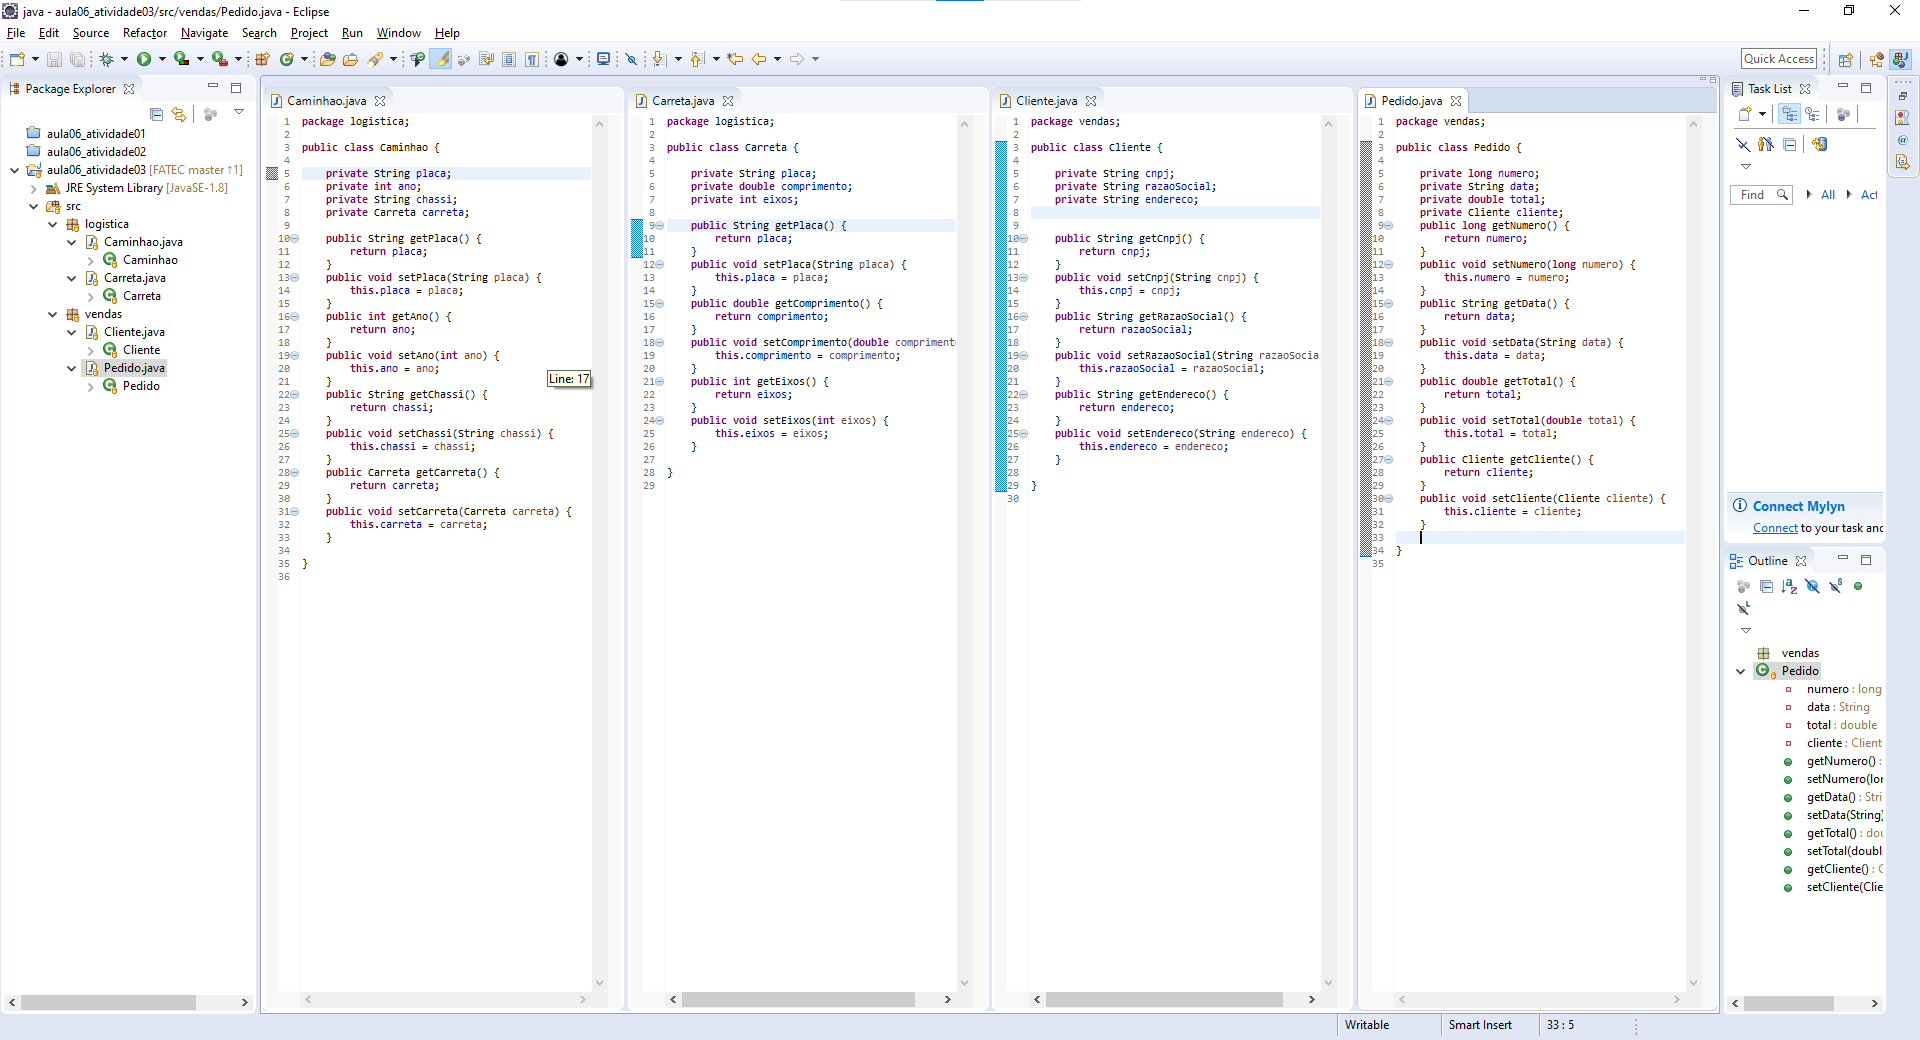 java - aula06_atividade03/src/vendas/Pedido.java - Eclipse
File Edit Source Refactor Navigate Search Project Run Window Help
Quick Access
Package Explorer
aula06_atividade01
aula06_atividade02
aula06_atividade03 [FATEC master ↑1]
JRE System Library [JavaSE-1.8]
src
logistica
Caminhao.java
Caminhao
Carreta.java
Carreta
vendas
Cliente.java
Cliente
Pedido.java
Pedido
Caminhao.java
1 package logistica;
2
3 public class Caminhao {
4
5 private String placa;
6 private int ano;
7 private String chassi;
8 private Carreta carreta;
9
10 public String getPlaca() {
11 return placa;
12 }
13 public void setPlaca(String placa) {
14 this.placa = placa;
15 }
16 public int getAno() {
17 return ano;
18 }
19 public void setAno(int ano) {
20 this.ano = ano;
21 }
22 public String getChassi() {
23 return chassi;
24 }
25 public void setChassi(String chassi) {
26 this.chassi = chassi;
27 }
28 public Carreta getCarreta() {
29 return carreta;
30 }
31 public void setCarreta(Carreta carreta) {
32 this.carreta = carreta;
33 }
34
35 }
36
Line: 17
Carreta.java
1 package logistica;
2
3 public class Carreta {
4
5 private String placa;
6 private double comprimento;
7 private int eixos;
8
9 public String getPlaca() {
10 return placa;
11 }
12 public void setPlaca(String placa) {
13 this.placa = placa;
14 }
15 public double getComprimento() {
16 return comprimento;
17 }
18 public void setComprimento(double compriment
19 this.comprimento = comprimento;
20 }
21 public int getEixos() {
22 return eixos;
23 }
24 public void setEixos(int eixos) {
25 this.eixos = eixos;
26 }
27
28 }
29
Cliente.java
1 package vendas;
2
3 public class Cliente {
4
5 private String cnpj;
6 private String razaoSocial;
7 private String endereco;
8
9
10 public String getCnpj() {
11 return cnpj;
12 }
13 public void setCnpj(String cnpj) {
14 this.cnpj = cnpj;
15 }
16 public String getRazaoSocial() {
17 return razaoSocial;
18 }
19 public void setRazaoSocial(String razaoSocia
20 this.razaoSocial = razaoSocial;
21 }
22 public String getEndereco() {
23 return endereco;
24 }
25 public void setEndereco(String endereco) {
26 this.endereco = endereco;
27 }
28
29 }
30
Pedido.java
1 package vendas;
2
3 public class Pedido {
4
5 private long numero;
6 private String data;
7 private double total;
8 private Cliente cliente;
9 public long getNumero() {
10 return numero;
11 }
12 public void setNumero(long numero) {
13 this.numero = numero;
14 }
15 public String getData() {
16 return data;
17 }
18 public void setData(String data) {
19 this.data = data;
20 }
21 public double getTotal() {
22 return total;
23 }
24 public void setTotal(double total) {
25 this.total = total;
26 }
27 public Cliente getCliente() {
28 return cliente;
29 }
30 public void setCliente(Cliente cliente) {
31 this.cliente = cliente;
32 }
33
34 }
35
Task List
Find All Act
Connect Mylyn
Connect to your task and
Outline
vendas
Pedido
numero : long
data : String
total : double
cliente : Client
getNumero() :
setNumero(lon
getData() : Stri
setData(String)
getTotal() : dou
setTotal(doubl
getCliente() : C
setCliente(Clie
Writable Smart Insert 33 : 5